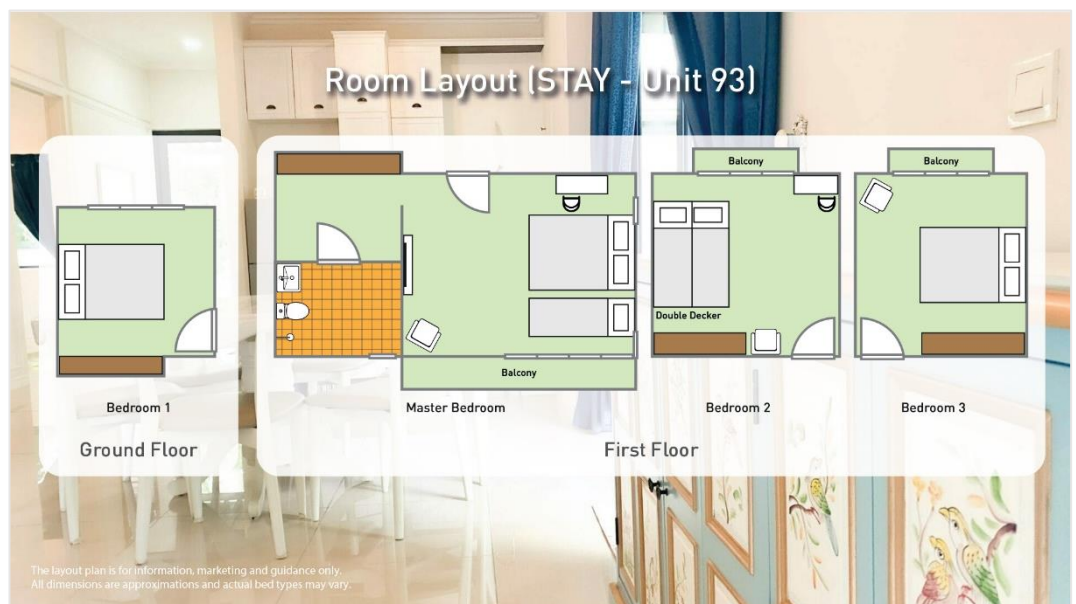 Room Layout (STAY - Unit 93)
Balcony
Balcony
Double Decker
Balcony
Bedroom 1
Master Bedroom
Bedroom 2
Bedroom 3
Ground Floor
First Floor
The layout plan is for information, marketing and guidance only.
All dimensions are approximations and actual bed types may vary.